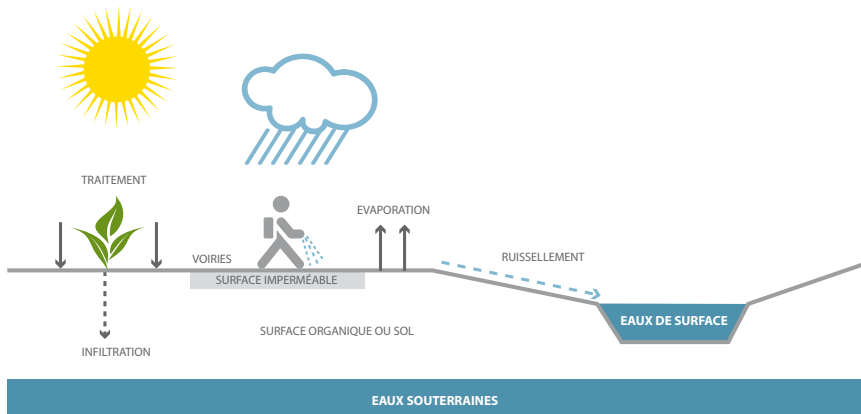 TRAITEMENT
EVAPORATION
VOIRIES
RUISSELLEMENT
SURFACE IMPERMÉABLE
EAUX DE SURFACE
SURFACE ORGANIQUE OU SOL
INFILTRATION
EAUX SOUTERRAINES